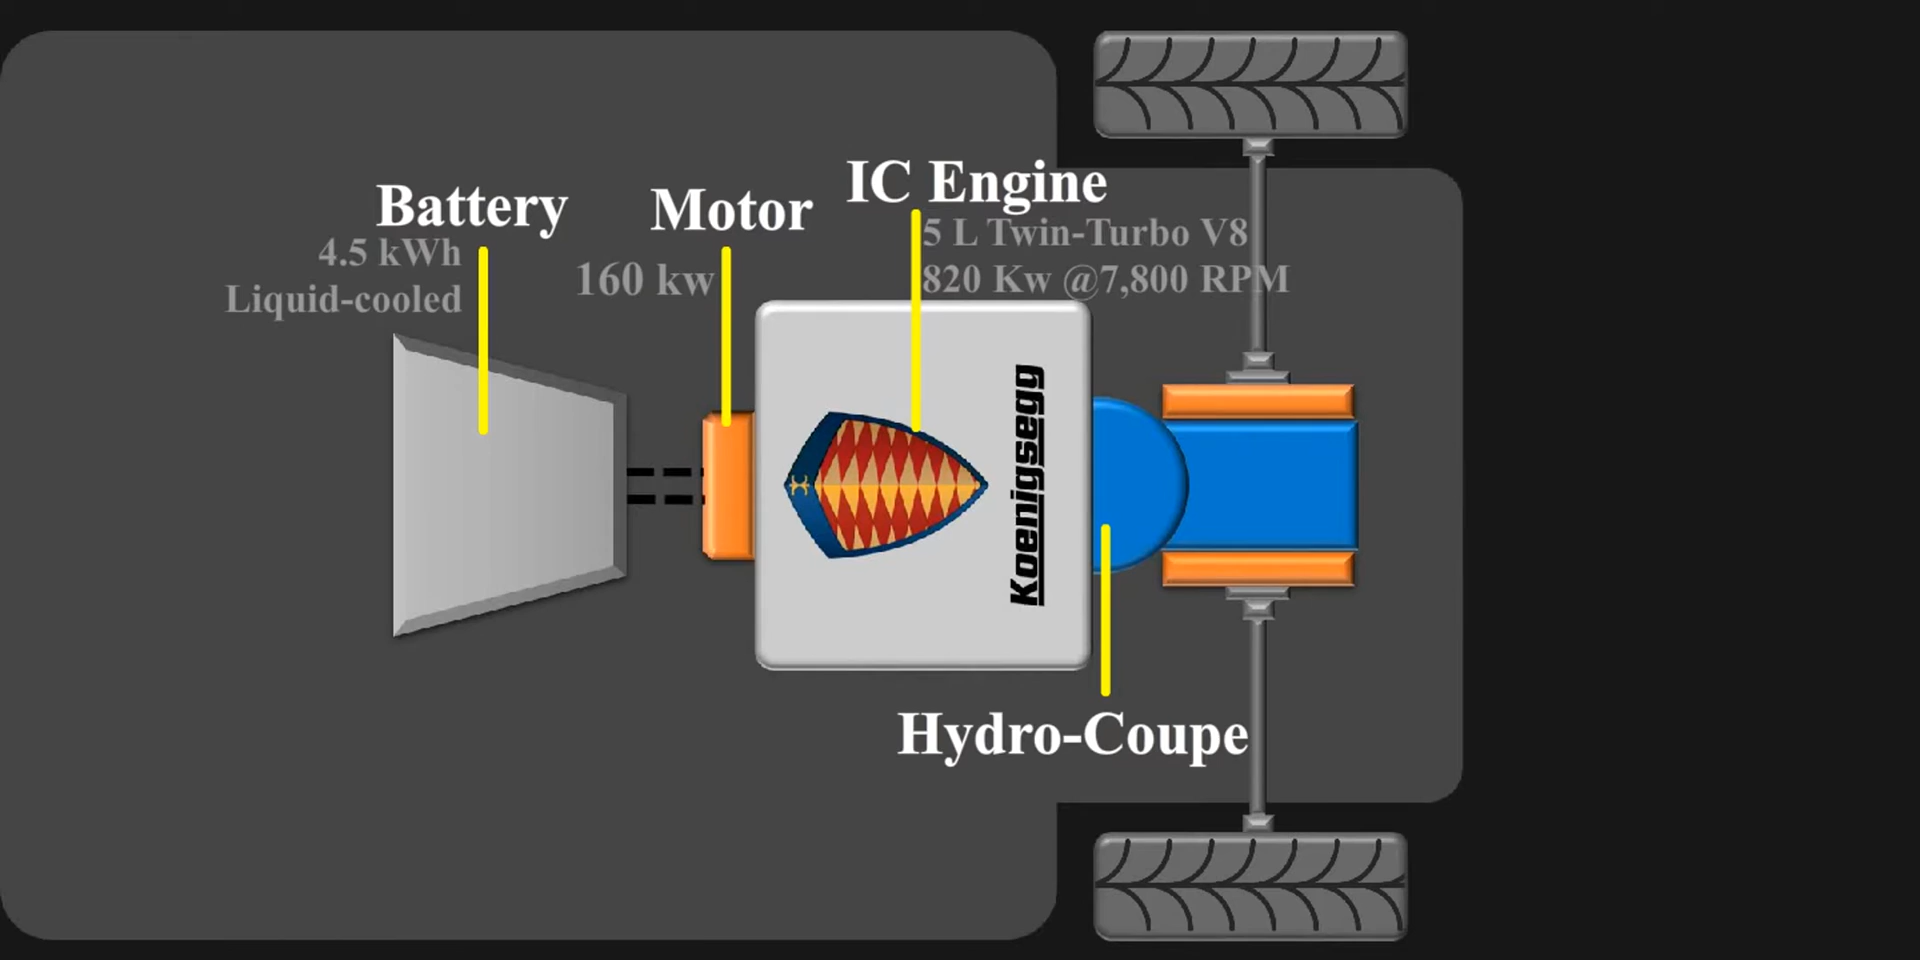 Battery
4.5 kWh
Liquid-cooled
Motor
160 kw
IC Engine
5 L Twin-Turbo V8
820 Kw @7,800 RPM
Koenigsegg
Hydro-Coupe